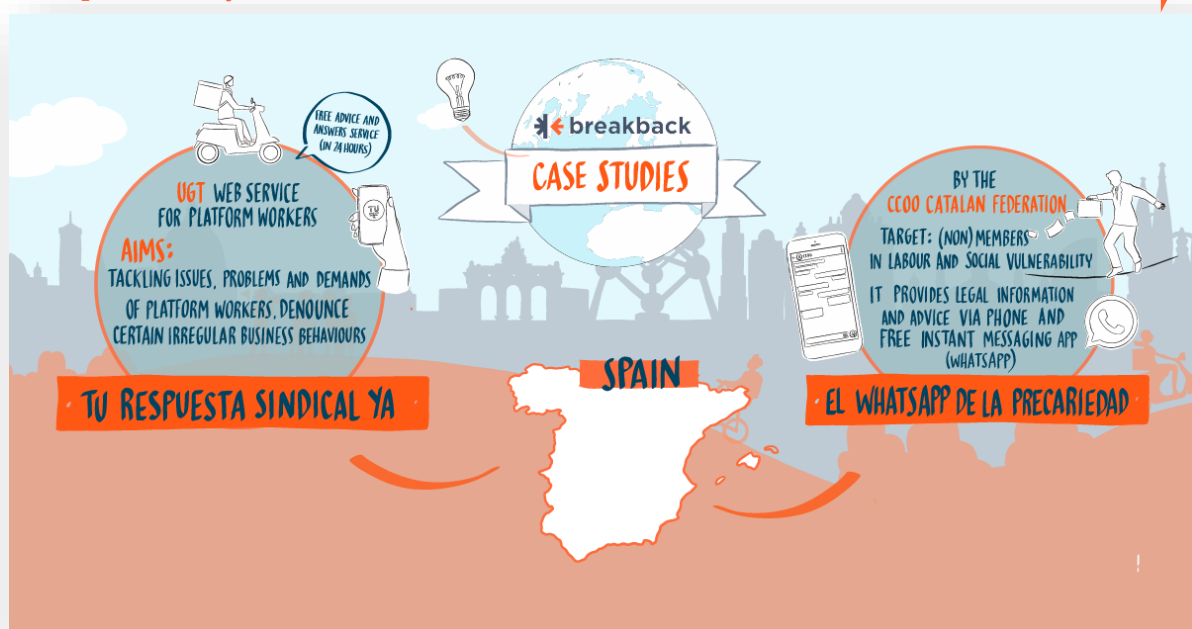 breakback
CASE STUDIES
FREE ADVICE AND
ANSWERS SERVICE
(IN 24 HOURS)
UGT WEB SERVICE
FOR PLATFORM WORKERS
AIMS:
TACKLING ISSUES, PROBLEMS AND DEMANDS
OF PLATFORM WORKERS, DENOUNCE
CERTAIN IRREGULAR BUSINESS BEHAVIOURS
TU
TU RESPUESTA SINDICAL YA
SPAIN
BY THE
CCOO CATALAN FEDERATION
TARGET: (NON) MEMBERS
IN LABOUR AND SOCIAL VULNERABILITY
IT PROVIDES LEGAL INFORMATION
AND ADVICE VIA PHONE AND
FREE INSTANT MESSAGING APP
(WHATSAPP)
EL WHATSAPP DE LA PRECARIEDAD
!